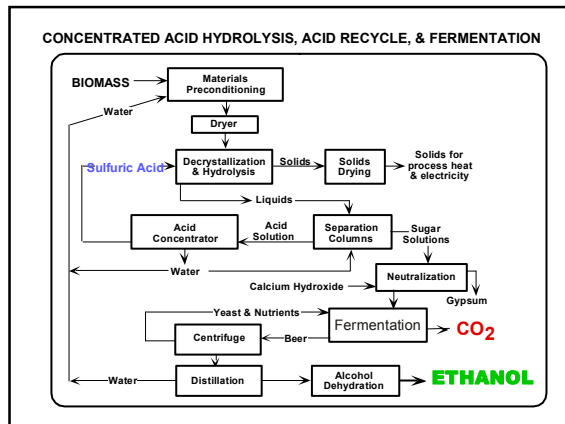 CONCENTRATED ACID HYDROLYSIS, ACID RECYCLE, & FERMENTATION
BIOMASS
Materials
Preconditioning
Water
Dryer
Sulfuric Acid
Decrystallization
& Hydrolysis
Solids
Solids
Drying
Solids for
process heat
& electricity
Liquids
Acid
Concentrator
Acid
Solution
Separation
Columns
Sugar
Solutions
Water
Neutralization
Calcium Hydroxide
Gypsum
Yeast & Nutrients
Fermentation
CO2
Centrifuge
Beer
Water
Distillation
Alcohol
Dehydration
ETHANOL